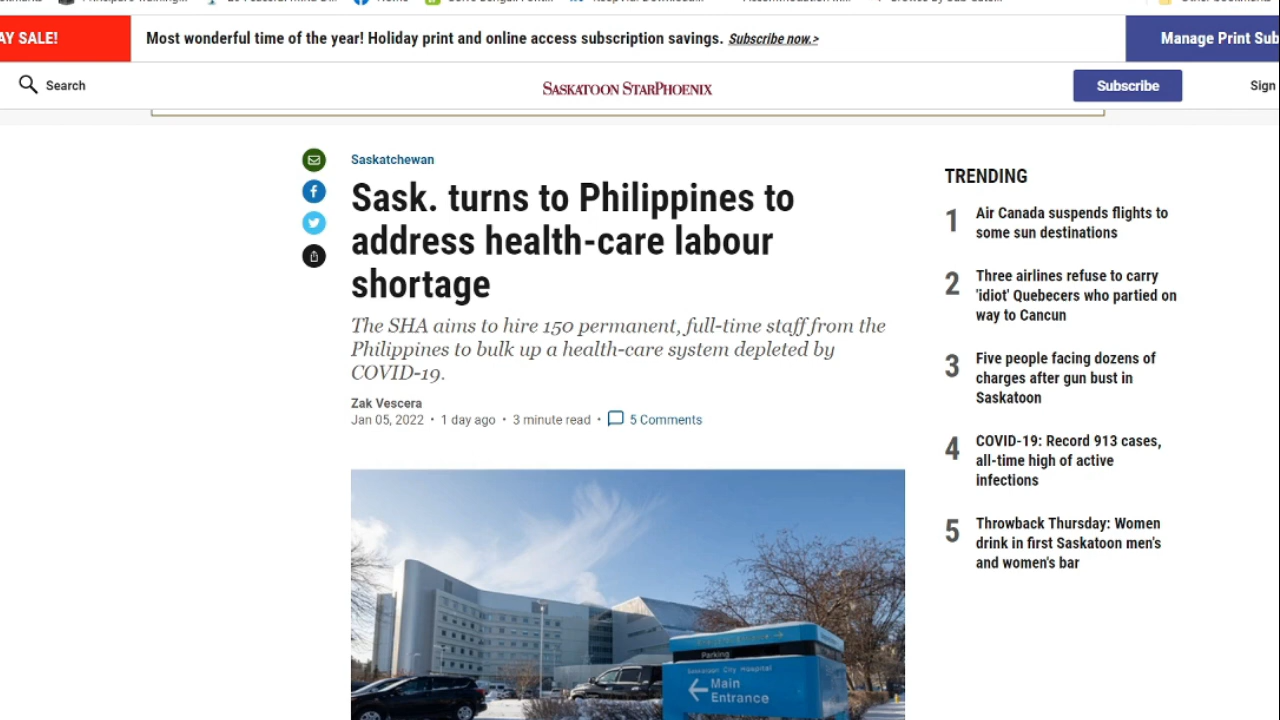 AY SALE!
Most wonderful time of the year! Holiday print and online access subscription savings. Subscribe now.>
Manage Print Sub
Search
SASKATOON STARPHOENIX
Subscribe
Sign
Saskatchewan
Sask. turns to Philippines to
address health-care labour
shortage
The SHA aims to hire 150 permanent, full-time staff from the
Philippines to bulk up a health-care system depleted by
COVID-19.
Zak Vescera
Jan 05, 2022 • 1 day ago • 3 minute read • 5 Comments
TRENDING
1 Air Canada suspends flights to
some sun destinations
2 Three airlines refuse to carry
'idiot' Quebecers who partied on
way to Cancun
3 Five people facing dozens of
charges after gun bust in
Saskatoon
4 COVID-19: Record 913 cases,
all-time high of active
infections
5 Throwback Thursday: Women
drink in first Saskatoon men's
and women's bar
Parking
Saskatoon City Hospital
Main
Entrance